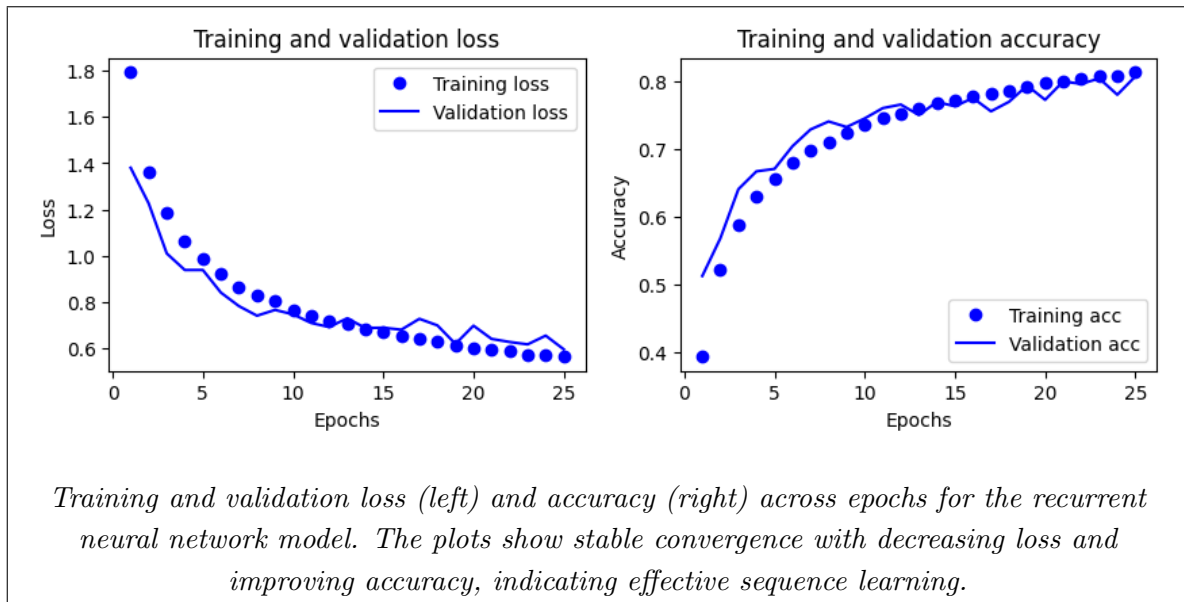 Training and validation loss
1.8
1.6
1.4
1.2
1.0
0.8
0.6
Loss
Training loss
Validation loss
0
5
10
15
20
25
Epochs
Training and validation accuracy
0.8
0.7
0.6
0.5
0.4
Accuracy
Training acc
Validation acc
0
5
10
15
20
25
Epochs
Training and validation loss (left) and accuracy (right) across epochs for the recurrent
neural network model. The plots show stable convergence with decreasing loss and
improving accuracy, indicating effective sequence learning.